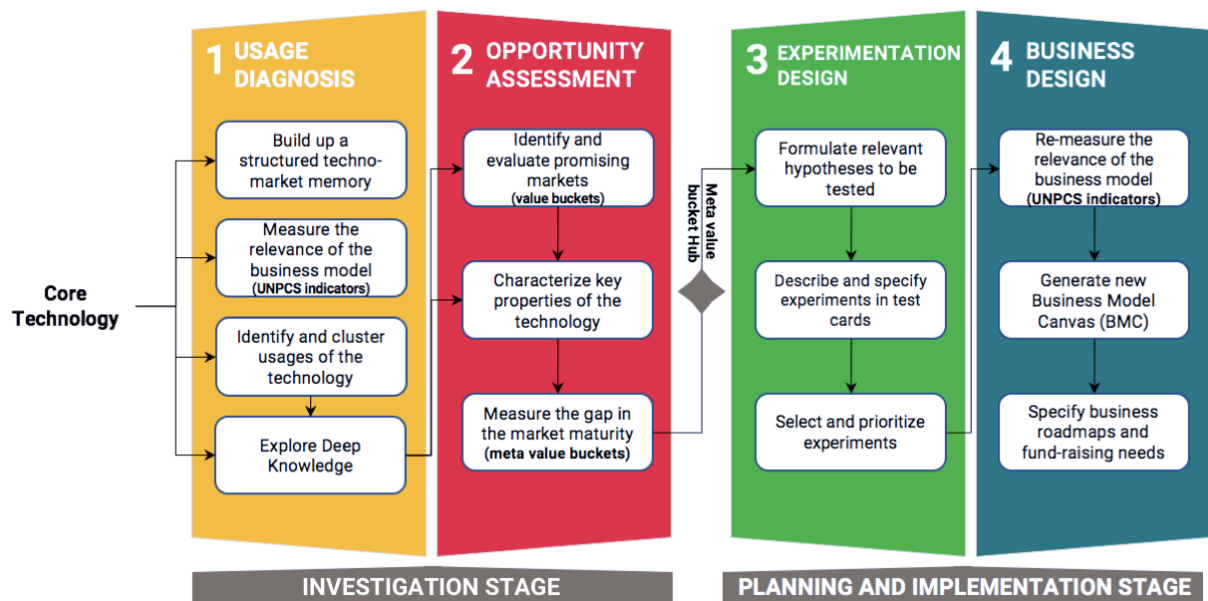 Core
Technology
1 USAGE
DIAGNOSIS
Build up a
structured techno-
market memory
Measure the
relevance of the
business model
(UNPCS indicators)
Identify and cluster
usages of the
technology
Explore Deep
Knowledge
2 OPPORTUNITY
ASSESSMENT
Identify and
evaluate promising
markets
(value buckets)
Characterize key
properties of the
technology
Measure the gap in
the market maturity
(meta value buckets)
Meta value
bucket Hub
3 EXPERIMENTATION
DESIGN
Formulate relevant
hypotheses to be
tested
Describe and specify
experiments in test
cards
Select and prioritize
experiments
4 BUSINESS
DESIGN
Re-measure the
relevance of the
business model
(UNPCS indicators)
Generate new
Business Model
Canvas (BMC)
Specify business
roadmaps and
fund-raising needs
INVESTIGATION STAGE
PLANNING AND IMPLEMENTATION STAGE